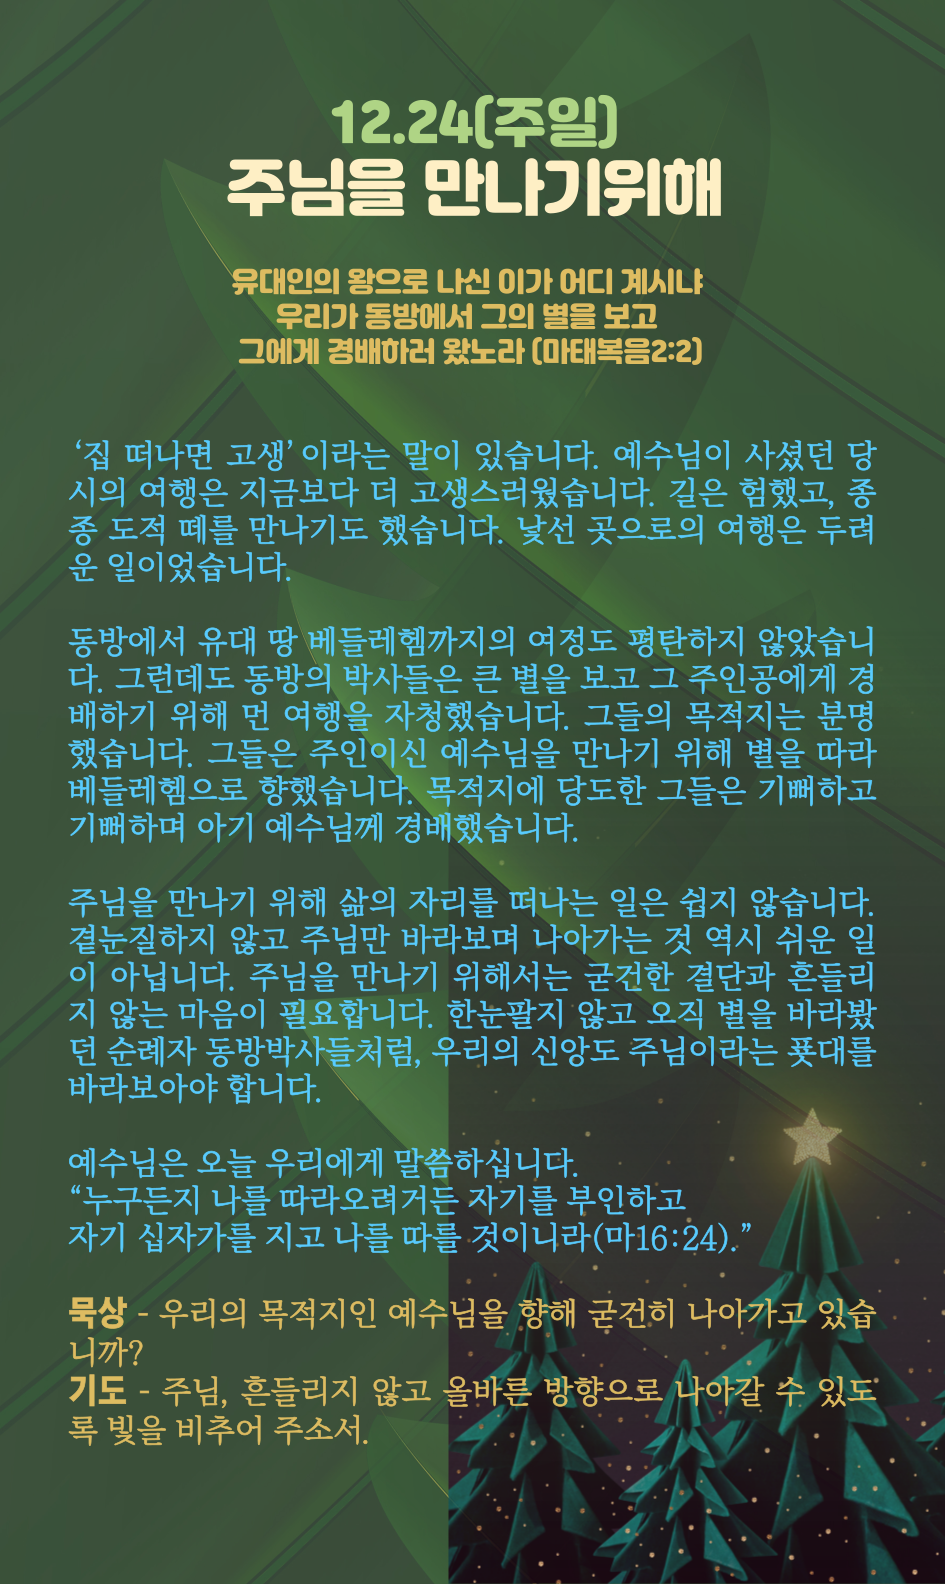 12.24(주일)
주님을 만나기위해
유대인의 왕으로 나신 이가 어디 계시냐
우리가 동방에서 그의 별을 보고
그에게 경배하러 왔노라 (마태복음2:2)
‘집 떠나면 고생’ 이라는 말이 있습니다. 예수님이 사셨던 당
시의 여행은 지금보다 더 고생스러웠습니다. 길은 험했고, 종
종 도적 떼를 만나기도 했습니다. 낯선 곳으로의 여행은 두려
운 일이었습니다.
동방에서 유대 땅 베들레헴까지의 여정도 평탄하지 않았습니
다. 그런데도 동방의 박사들은 큰 별을 보고 그 주인공에게 경
배하기 위해 먼 여행을 자청했습니다. 그들의 목적지는 분명
했습니다. 그들은 주인이신 예수님을 만나기 위해 별을 따라
베들레헴으로 향했습니다. 목적지에 당도한 그들은 기뻐하고
기뻐하며 아기 예수님께 경배했습니다.
주님을 만나기 위해 삶의 자리를 떠나는 일은 쉽지 않습니다.
곁눈질하지 않고 주님만 바라보며 나아가는 것 역시 쉬운 일
이 아닙니다. 주님을 만나기 위해서는 굳건한 결단과 흔들리
지 않는 마음이 필요합니다. 한눈팔지 않고 오직 별을 바라봤
던 순례자 동방박사들처럼, 우리의 신앙도 주님이라는 푯대를
바라보아야 합니다.
예수님은 오늘 우리에게 말씀하십니다.
“누구든지 나를 따라오려거든 자기를 부인하고
자기 십자가를 지고 나를 따를 것이니라(마16:24).”
묵상 - 우리의 목적지인 예수님을 향해 굳건히 나아가고 있습
니까?
기도 - 주님, 흔들리지 않고 올바른 방향으로 나아갈 수 있도
록 빛을 비추어 주소서.